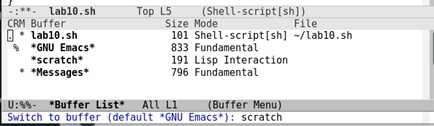 -:**-  lab10.sh       Top L5     (Shell-script[sh])
CRM Buffer                Size Mode              File
. * lab10.sh               101 Shell-script[sh] ~/lab10.sh
 %  *GNU Emacs*            833 Fundamental
    *scratch*              191 Lisp Interaction
  * *Messages*             796 Fundamental
U:%%-  *Buffer List*   All L1     (Buffer Menu)
Switch to buffer (default *GNU Emacs*): scratch